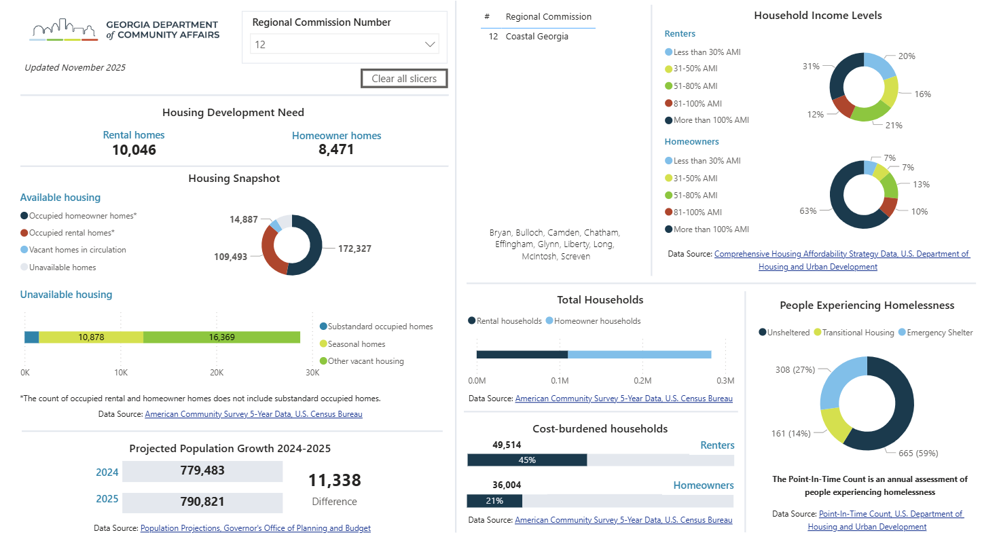 GEORGIA DEPARTMENT
of COMMUNITY AFFAIRS
Updated November 2025
Regional Commission Number
12
Clear all slicers
Housing Development Need
Rental homes
10,046
Homeowner homes
8,471
Housing Snapshot
Available housing
Occupied homeowner homes*
Occupied rental homes*
Vacant homes in circulation
Unavailable homes
14,887
109,493
172,327
Unavailable housing
10,878
16,369
0K
10K
20K
30K
Substandard occupied homes
Seasonal homes
Other vacant housing
*The count of occupied rental and homeowner homes does not include substandard occupied homes.
Data Source: American Community Survey 5-Year Data, U.S. Census Bureau
Projected Population Growth 2024-2025
2024
779,483
2025
790,821
11,338
Difference
Data Source: Population Projections, Governor's Office of Planning and Budget
# Regional Commission
12 Coastal Georgia
Bryan, Bulloch, Camden, Chatham,
Effingham, Glynn, Liberty, Long,
McIntosh, Screven
Household Income Levels
Renters
Less than 30% AMI
31-50% AMI
51-80% AMI
81-100% AMI
More than 100% AMI
31%
20%
16%
12%
21%
Homeowners
Less than 30% AMI
31-50% AMI
51-80% AMI
81-100% AMI
More than 100% AMI
7%
7%
13%
63%
10%
Data Source: Comprehensive Housing Affordability Strategy Data, U.S. Department of
Housing and Urban Development
Total Households
Rental households
Homeowner households
0.0M
0.1M
0.2M
0.3M
Data Source: American Community Survey 5-Year Data, U.S. Census Bureau
Cost-burdened households
49,514
Renters
45%
36,004
Homeowners
21%
Data Source: American Community Survey 5-Year Data, U.S. Census Bureau
People Experiencing Homelessness
Unsheltered
Transitional Housing
Emergency Shelter
308 (27%)
161 (14%)
665 (59%)
The Point-In-Time Count is an annual assessment of
people experiencing homelessness
Data Source: Point-In-Time Count, U.S. Department of
Housing and Urban Development